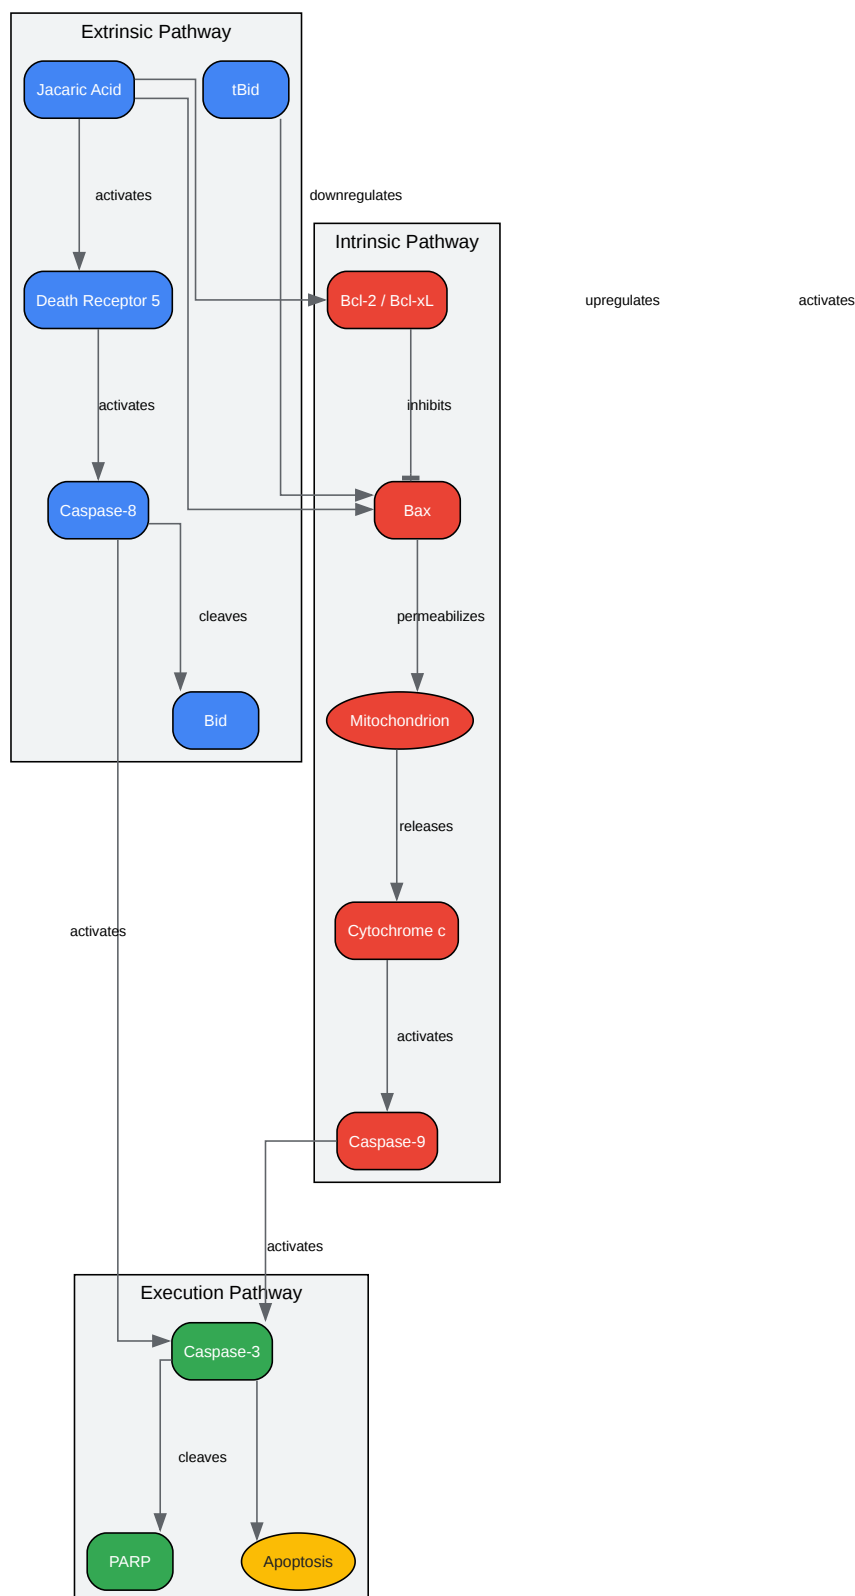 Extrinsic Pathway
Jacaric Acid
tBid
activates
downregulates
Intrinsic Pathway
Death Receptor 5
Bcl-2 / Bcl-xL
upregulates
activates
activates
inhibits
Caspase-8
Bax
cleaves
permeabilizes
Bid
Mitochondrion
releases
activates
Cytochrome c
activates
Caspase-9
activates
Execution Pathway
Caspase-3
cleaves
PARP
Apoptosis